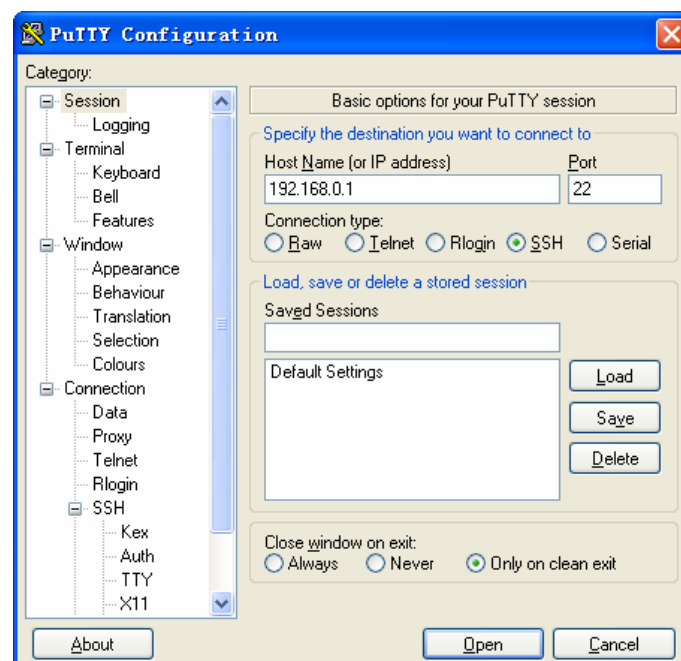 PuTTY Configuration
Category:
Session
Logging
Terminal
Keyboard
Bell
Features
Window
Appearance
Behaviour
Translation
Selection
Colours
Connection
Data
Proxy
Telnet
Rlogin
SSH
Kex
Auth
TTY
X11
Basic options for your PuTTY session
Specify the destination you want to connect to
Host Name (or IP address) Port
192.168.0.1 22
Connection type:
Raw Telnet Rlogin SSH Serial
Load, save or delete a stored session
Saved Sessions
Default Settings
Load
Save
Delete
Close window on exit:
Always Never Only on clean exit
About Open Cancel